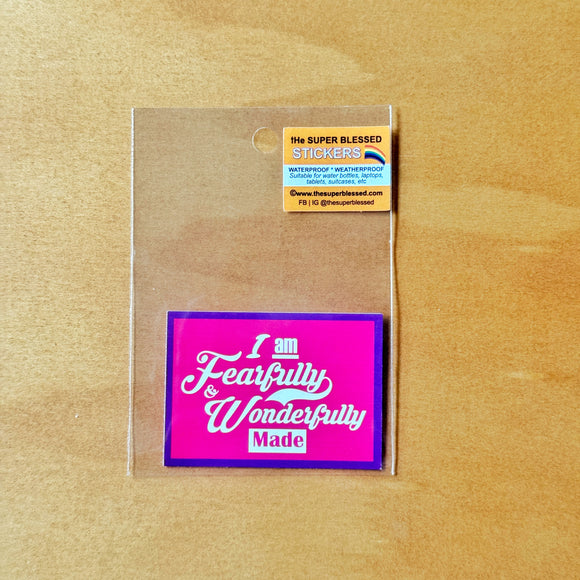 tHe SUPER BLESSED
STICKERS
WATERPROOF * WEATHERPROOF
Suitable for water bottles, laptops,
tablets, suitcases, etc
©www.thesuperblessed.com
FB | IG @thesuperblessed
I am
Fearfully
& Wonderfully
Made